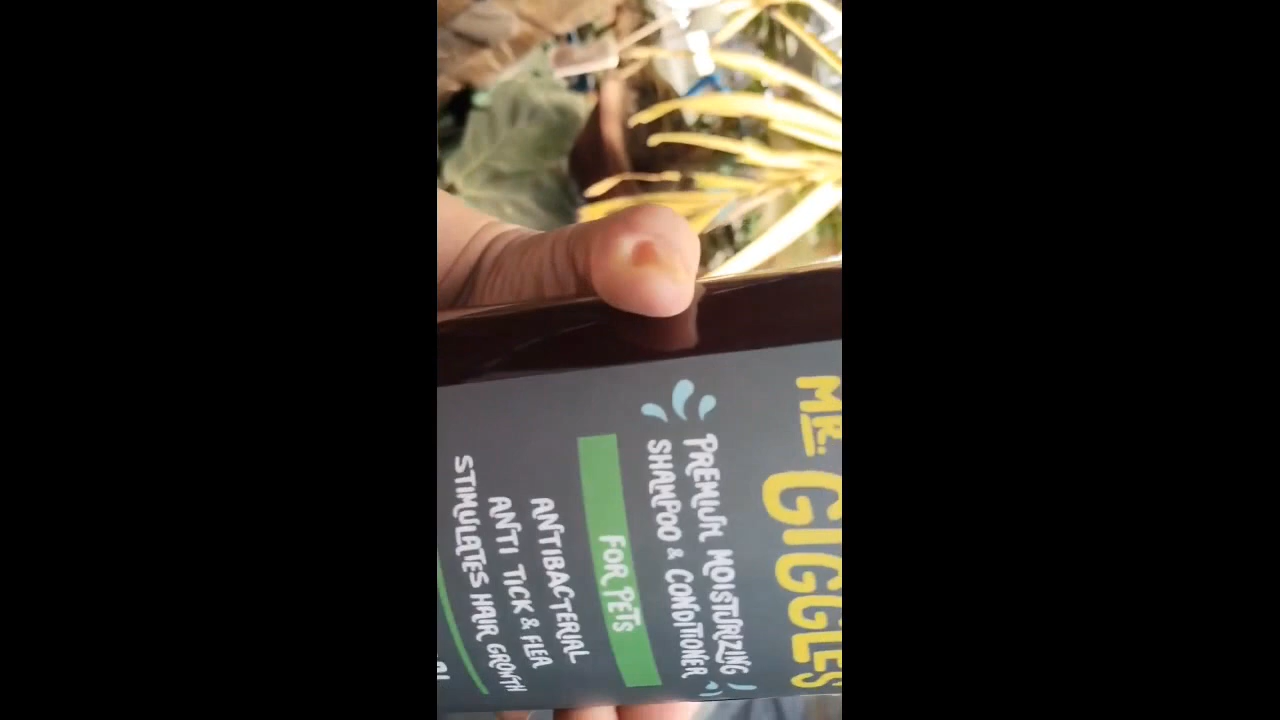 MR. GIGGLES
PREMIUM MOISTURIZING
SHAMPOO & CONDITIONER
FOR PETS
ANTIBACTERIAL
ANTI TICK & FLEA
STIMULATES HAIR GROWTH